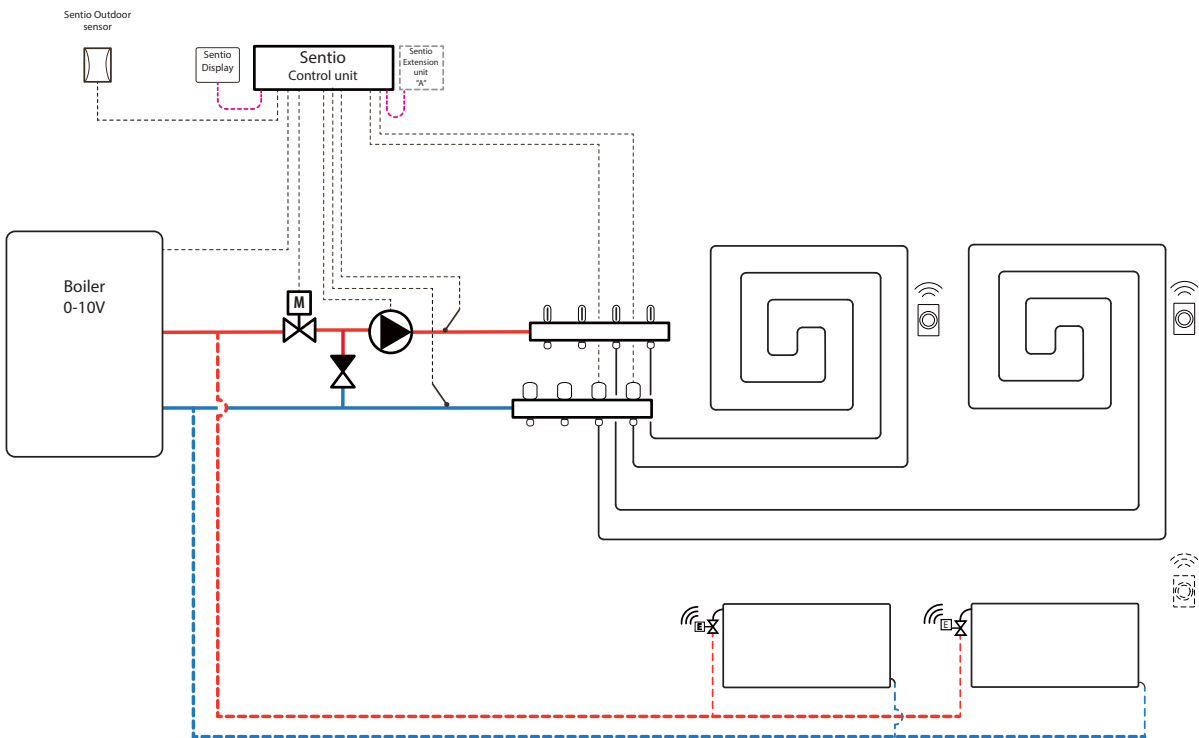 Sentio Outdoor
sensor
Sentio
Display
Sentio
Control unit
Sentio
Extension
unit
"A"
Boiler
0-10V
M
E
E